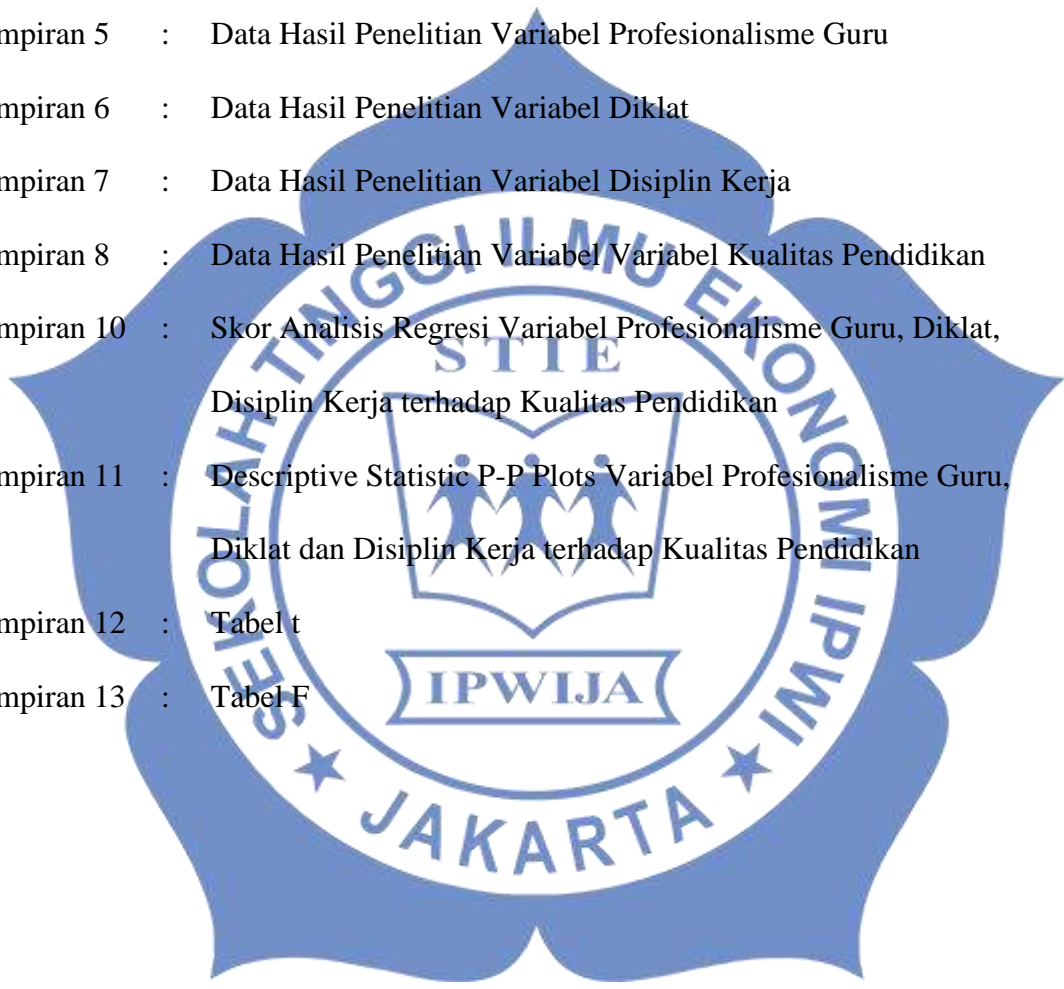 mpiran 5 : Data Hasil Penelitian Variabel Profesionalisme Guru
mpiran 6 : Data Hasil Penelitian Variabel Diklat
mpiran 7 : Data Hasil Penelitian Variabel Disiplin Kerja
mpiran 8 : Data Hasil Penelitian Variabel Variabel Kualitas Pendidikan
mpiran 10 : Skor Analisis Regresi Variabel Profesionalisme Guru, Diklat,
Disiplin Kerja terhadap Kualitas Pendidikan
mpiran 11 : Descriptive Statistic P-P Plots Variabel Profesionalisme Guru,
Diklat dan Disiplin Kerja terhadap Kualitas Pendidikan
mpiran 12 : Tabel t
mpiran 13 : Tabel F
SEKOLAH TINGGI ILMU EKONOMI IPWI
STIE
IPWIJA
★ JAKARTA ★